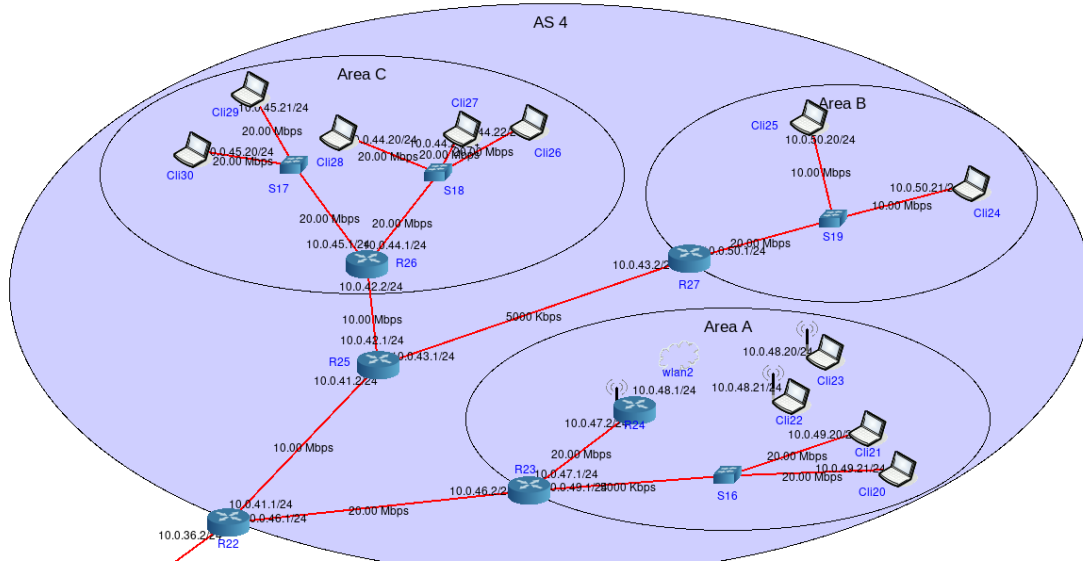 AS 4
Area C
Cli29
10.0.45.21/24
20.00 Mbps
Cli30
10.0.45.20/24
20.00 Mbps
S17
Cli28
10.0.44.20/24
20.00 Mbps
Cli27
20.00 Mbps
Cli26
20.00 Mbps
S18
20.00 Mbps
20.00 Mbps
10.0.45.1/24
10.0.44.1/24
R26
10.0.42.2/24
10.00 Mbps
10.0.42.1/24
10.0.43.1/24
R25
10.0.41.2/24
10.00 Mbps
5000 Kbps
Area B
Cli25
10.0.50.20/24
10.00 Mbps
10.0.50.21/24
Cli24
10.00 Mbps
S19
20.00 Mbps
10.0.50.1/24
10.0.43.2/24
R27
Area A
wlan2
10.0.48.1/24
10.0.48.20/24
Cli23
10.0.48.21/24
Cli22
10.0.47.2/24
R24
20.00 Mbps
10.0.49.20/24
Cli21
20.00 Mbps
10.0.49.21/24
Cli20
20.00 Mbps
S16
R23
10.0.47.1/24
10.0.49.1/24
10.0.46.2/24
20.00 Mbps
10.0.41.1/24
10.0.46.1/24
10.0.36.2/24
R22